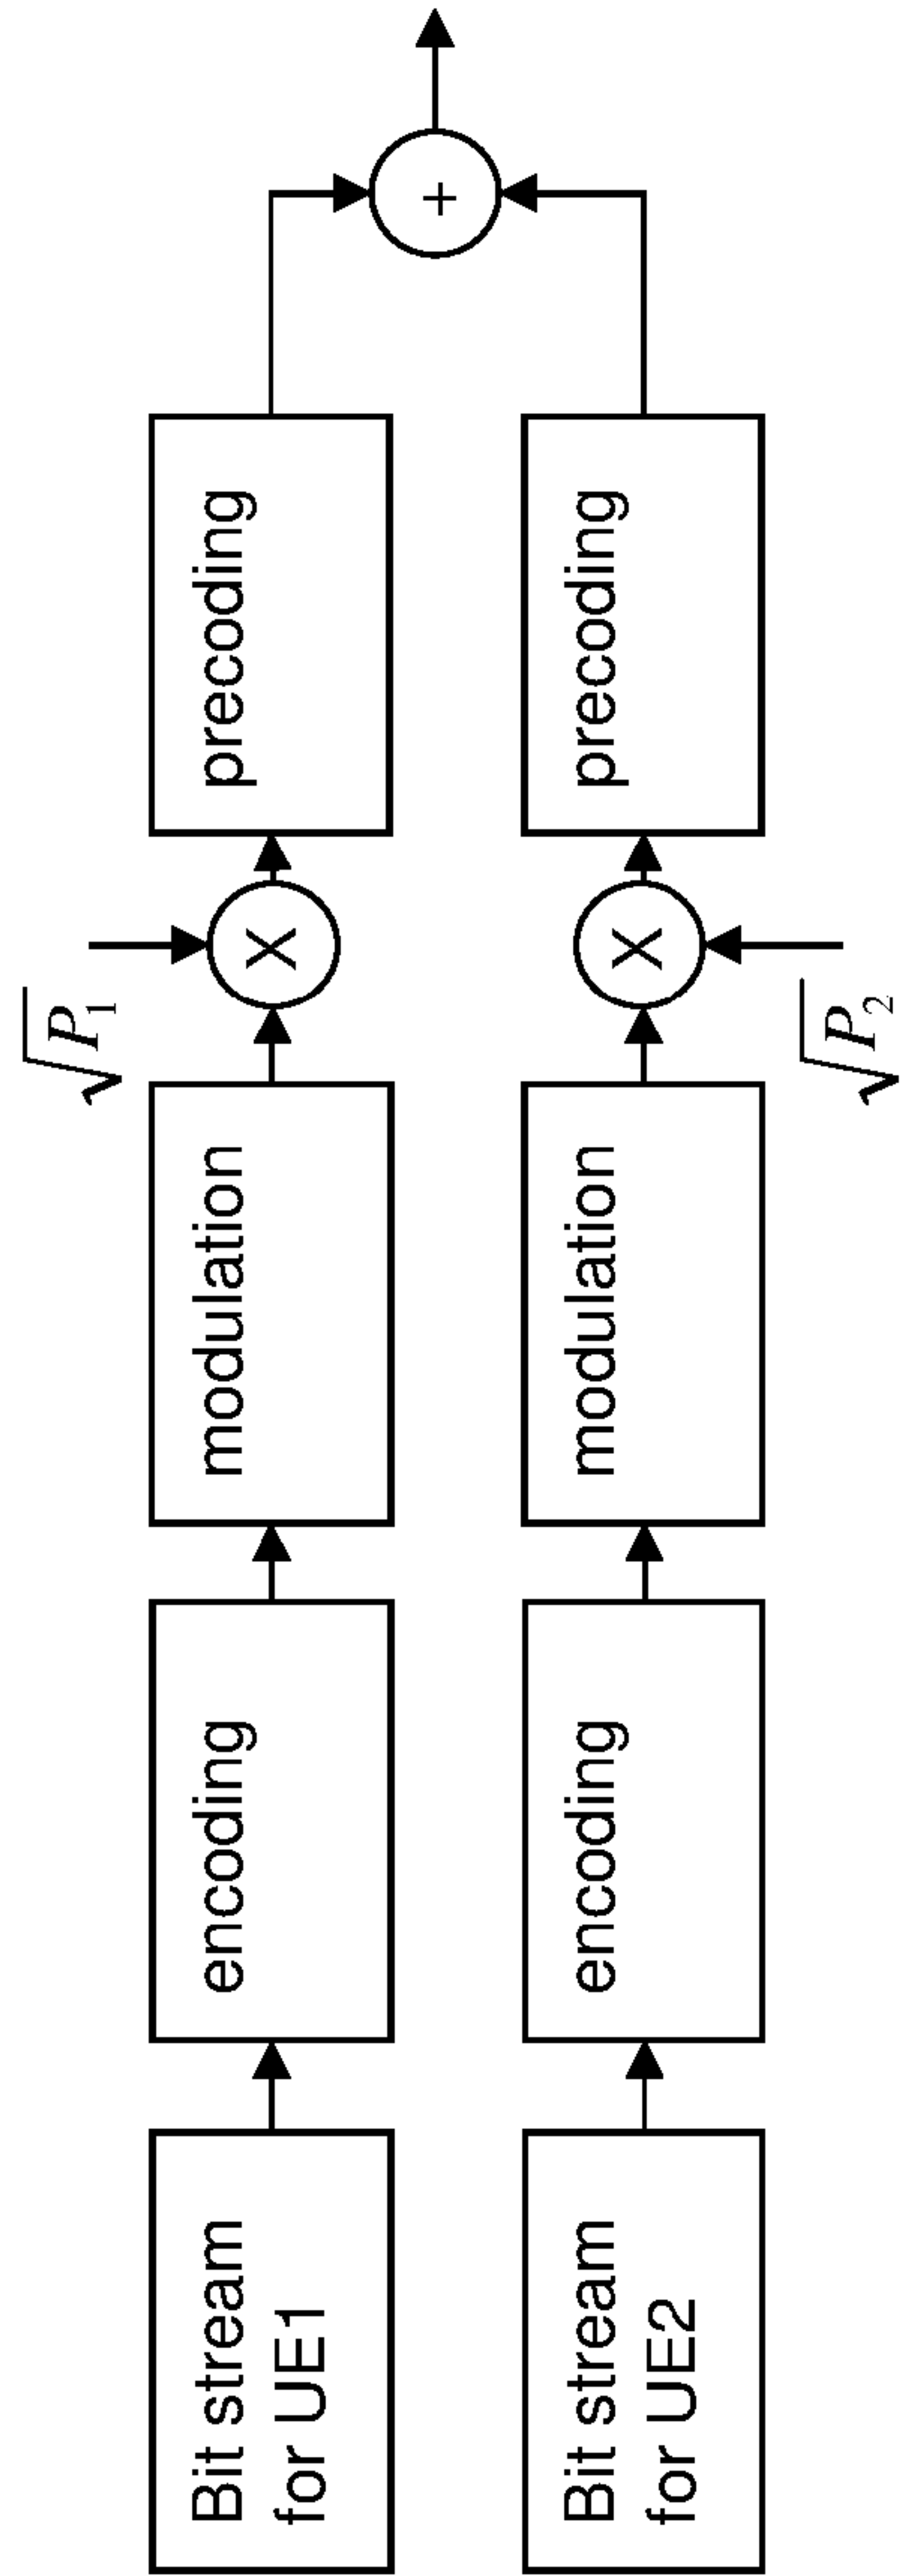 Bit stream
for UE1
encoding
modulation
√P₁
X
precoding
+
Bit stream
for UE2
encoding
modulation
√P₂
X
precoding